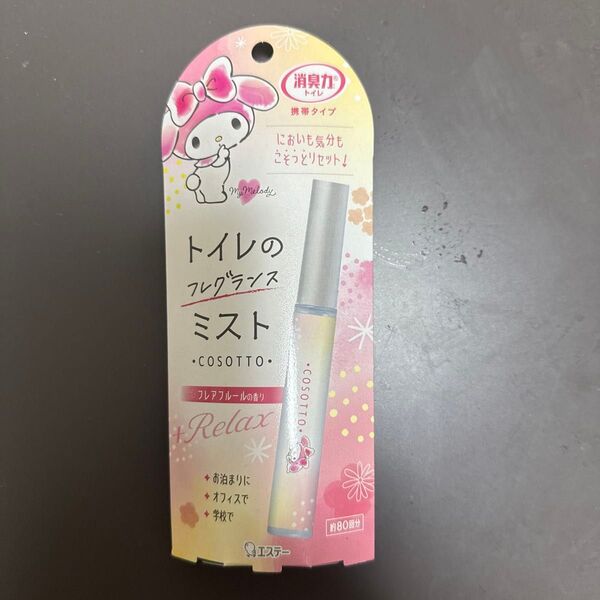 消臭力
トイレ
携帯タイプ
においも気分も
こそっとリセット♩
My Melody
トイレの
フレグランス
ミスト
・COSOTTO・
フレアフルールの香り
+Relax
お泊まりに
オフィスで
学校で
・COSOTTO・
約80回分
エステー